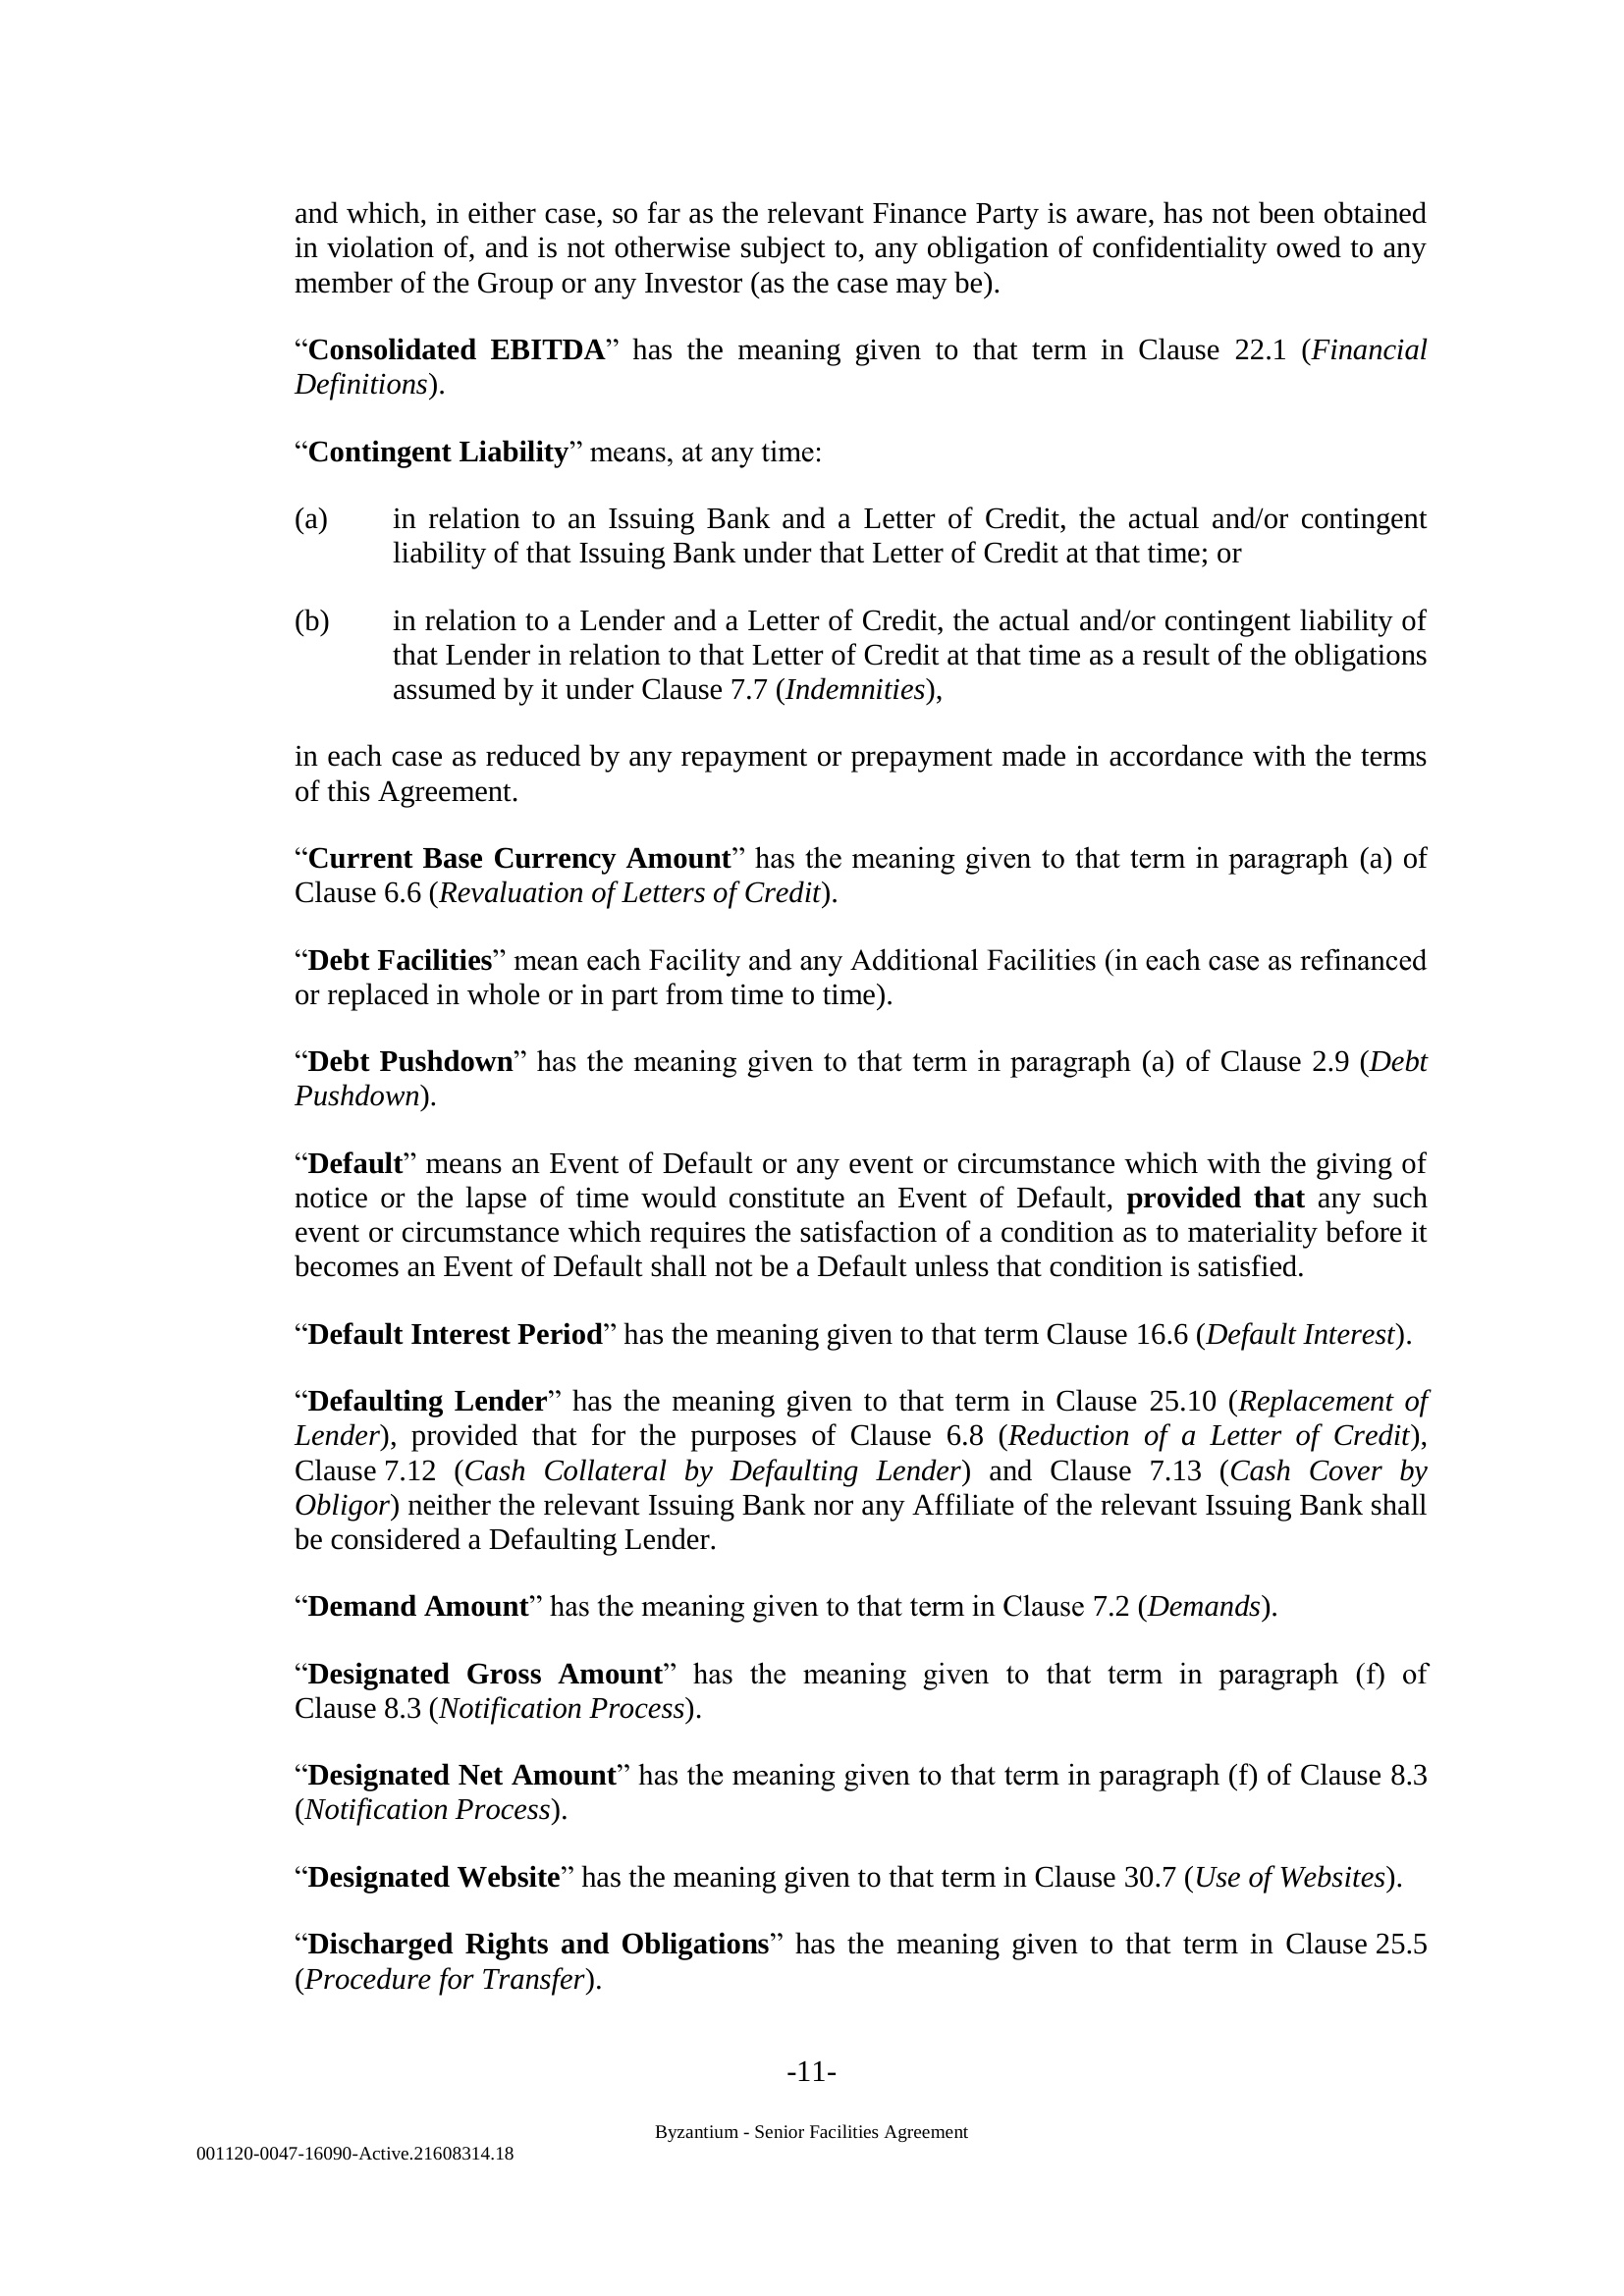 and which, in either case, so far as the relevant Finance Party is aware, has not been obtained
in violation of, and is not otherwise subject to, any obligation of confidentiality owed to any
member of the Group or any Investor (as the case may be).
“Consolidated EBITDA” has the meaning given to that term in Clause 22.1 (Financial
Definitions).
“Contingent Liability” means, at any time:
(a) in relation to an Issuing Bank and a Letter of Credit, the actual and/or contingent
liability of that Issuing Bank under that Letter of Credit at that time; or
(b) in relation to a Lender and a Letter of Credit, the actual and/or contingent liability of
that Lender in relation to that Letter of Credit at that time as a result of the obligations
assumed by it under Clause 7.7 (Indemnities),
in each case as reduced by any repayment or prepayment made in accordance with the terms
of this Agreement.
“Current Base Currency Amount” has the meaning given to that term in paragraph (a) of
Clause 6.6 (Revaluation of Letters of Credit).
“Debt Facilities” mean each Facility and any Additional Facilities (in each case as refinanced
or replaced in whole or in part from time to time).
“Debt Pushdown” has the meaning given to that term in paragraph (a) of Clause 2.9 (Debt
Pushdown).
“Default” means an Event of Default or any event or circumstance which with the giving of
notice or the lapse of time would constitute an Event of Default, provided that any such
event or circumstance which requires the satisfaction of a condition as to materiality before it
becomes an Event of Default shall not be a Default unless that condition is satisfied.
“Default Interest Period” has the meaning given to that term Clause 16.6 (Default Interest).
“Defaulting Lender” has the meaning given to that term in Clause 25.10 (Replacement of
Lender), provided that for the purposes of Clause 6.8 (Reduction of a Letter of Credit),
Clause 7.12 (Cash Collateral by Defaulting Lender) and Clause 7.13 (Cash Cover by
Obligor) neither the relevant Issuing Bank nor any Affiliate of the relevant Issuing Bank shall
be considered a Defaulting Lender.
“Demand Amount” has the meaning given to that term in Clause 7.2 (Demands).
“Designated Gross Amount” has the meaning given to that term in paragraph (f) of
Clause 8.3 (Notification Process).
“Designated Net Amount” has the meaning given to that term in paragraph (f) of Clause 8.3
(Notification Process).
“Designated Website” has the meaning given to that term in Clause 30.7 (Use of Websites).
“Discharged Rights and Obligations” has the meaning given to that term in Clause 25.5
(Procedure for Transfer).
-11-
Byzantium - Senior Facilities Agreement
001120-0047-16090-Active.21608314.18